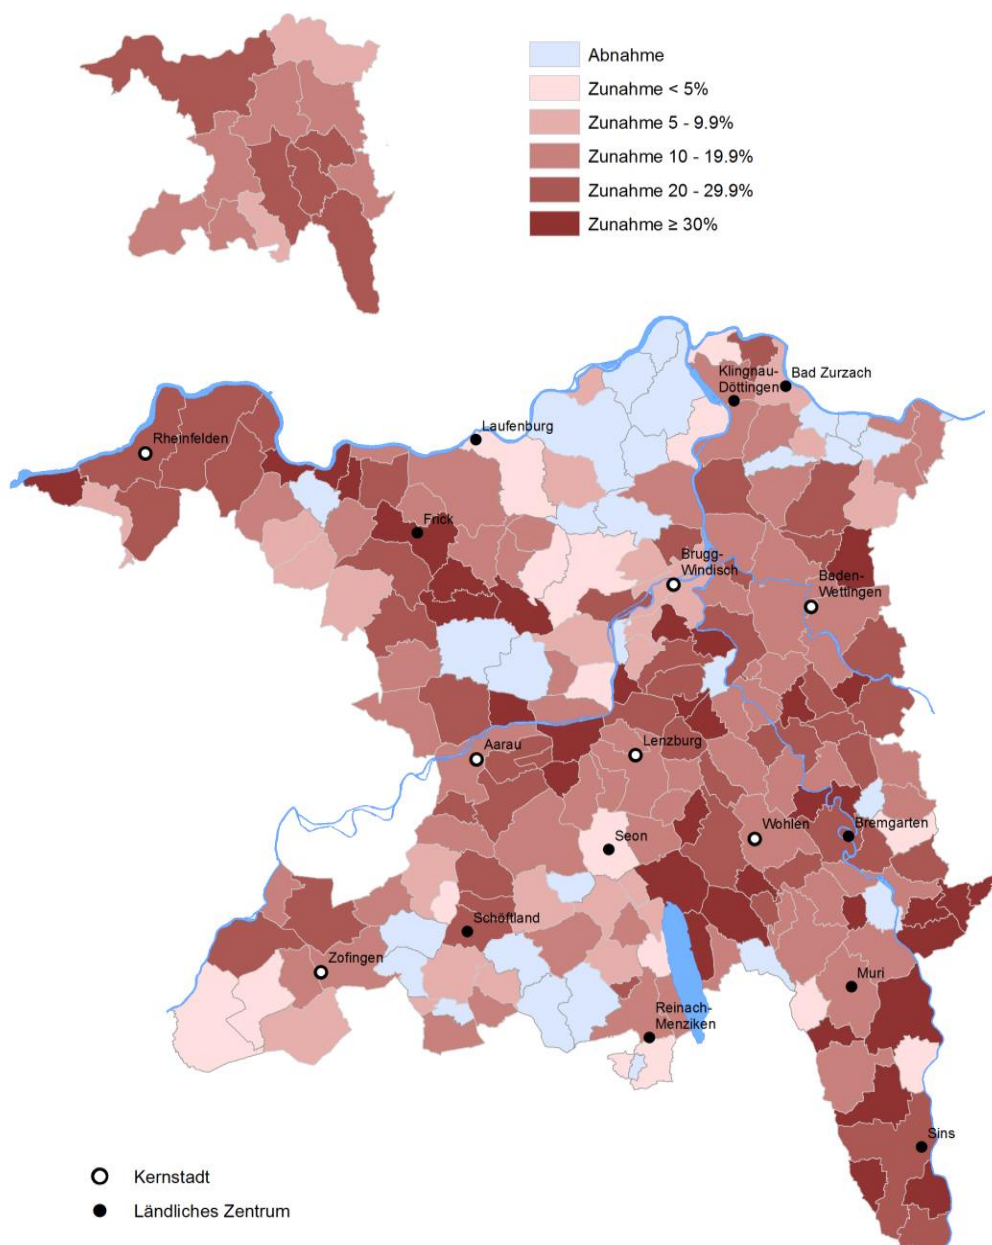 Abnahme
Zunahme < 5%
Zunahme 5 - 9.9%
Zunahme 10 - 19.9%
Zunahme 20 - 29.9%
Zunahme ≥ 30%
Klingnau-
Döttingen
Bad Zurzach
Laufenburg
Rheinfelden
Frick
Brugg-
Windisch
Baden-
Wettingen
Aarau
Lenzburg
Wohlen
Bremgarten
Seon
Schöftland
Zofingen
Muri
Reinach-
Menziken
Sins
Kernstadt
Ländliches Zentrum